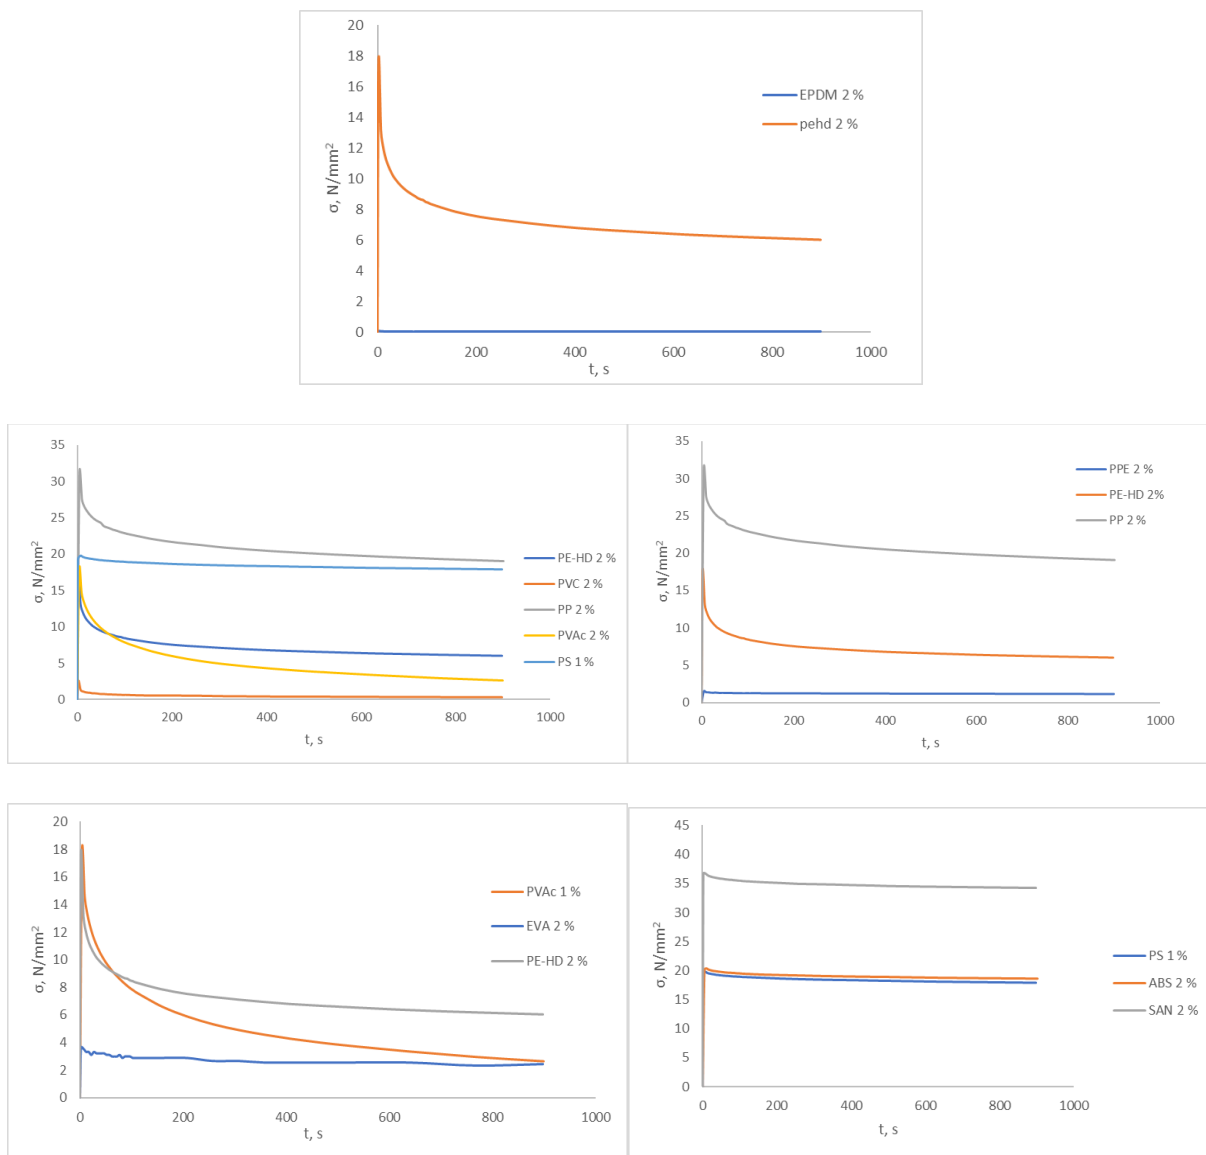 20
18
16
14
12
10
8
6
4
2
0
σ, N/mm²
0 200 400 600 800 1000
t, s
EPDM 2 %
pehd 2 %
35
30
25
20
15
10
5
0
σ, N/mm²
0 200 400 600 800 1000
t, s
PE-HD 2 %
PVC 2 %
PP 2 %
PVAc 2 %
PS 1 %
35
30
25
20
15
10
5
0
σ, N/mm²
0 200 400 600 800 1000
t, s
PPE 2 %
PE-HD 2%
PP 2 %
20
18
16
14
12
10
8
6
4
2
0
σ, N/mm²
0 200 400 600 800 1000
t, s
PVAc 1 %
EVA 2 %
PE-HD 2 %
45
40
35
30
25
20
15
10
5
0
σ, N/mm²
0 200 400 600 800 1000
t, s
PS 1 %
ABS 2 %
SAN 2 %